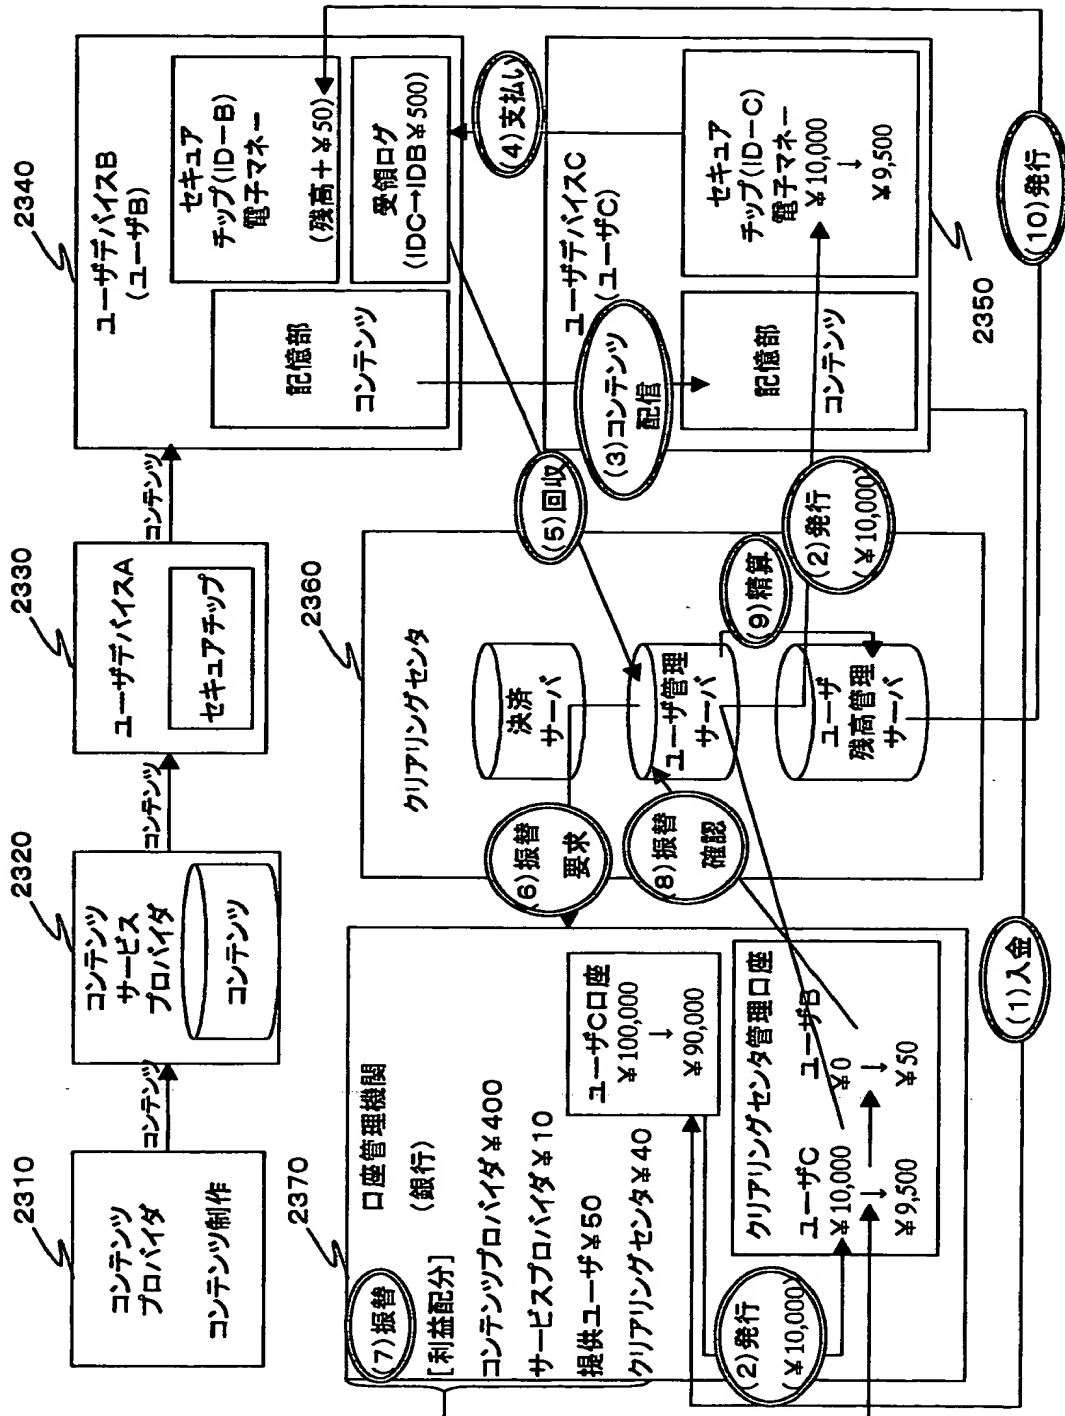 2310
コンテンツ
プロバイダ
コンテンツ制作
コンテンツ
2320
コンテンツ
サービス
プロバイダ
コンテンツ
コンテンツ
2330
ユーザデバイスA
セキュアチップ
コンテンツ
2340
ユーザデバイスB
(ユーザB)
記憶部
コンテンツ
セキュア
チップ(ID-B)
電子マネー
(残高+¥50)
受領ログ
(IDC→IDB¥500)
2370
(7)振替
口座管理機関
(銀行)
[利益配分]
コンテンツプロバイダ¥400
サービスプロバイダ¥10
提供ユーザ¥50
クリアリングセンタ¥40
ユーザC口座
¥100,000
↓
¥90,000
(2)発行
(¥10,000)
クリアリングセンタ管理口座
ユーザC
¥10,000
↓
¥9,500
ユーザB
¥0
↓
¥50
(6)振替
要求
(8)振替
確認
2360
クリアリングセンタ
決済
サーバ
ユーザ管理
サーバ
ユーザ
残高管理
サーバ
(9)精算
(5)回収
(2)発行
(¥10,000)
(3)コンテンツ
配信
(4)支払い
ユーザデバイスC
(ユーザC)
記憶部
コンテンツ
セキュア
チップ(ID-C)
電子マネー
¥10,000
↓
¥9,500
2350
(1)入金
(10)発行